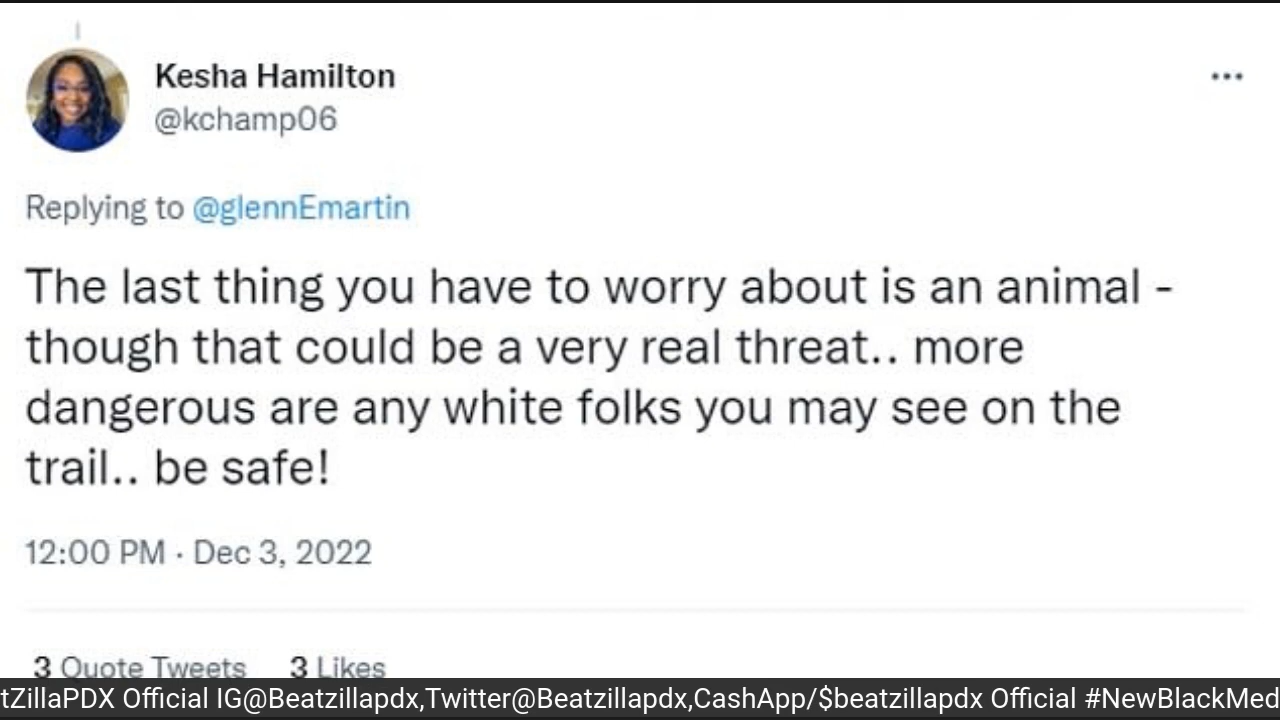 Kesha Hamilton
@kchamp06
Replying to @glennEmartin
The last thing you have to worry about is an animal -
though that could be a very real threat.. more
dangerous are any white folks you may see on the
trail.. be safe!
12:00 PM · Dec 3, 2022
3 Quote Tweets 3 Likes
tZillaPDX Official IG@Beatzillapdx,Twitter@Beatzillapdx,CashApp/$beatzillapdx Official #NewBlackMed